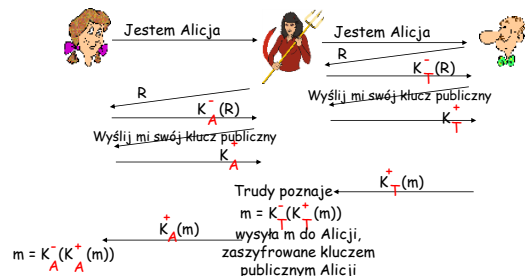 Jestem Alicja
Jestem Alicja
R
K⁻T(R)
R
Wyślij mi swój klucz publiczny
K⁻A(R)
K⁺T
Wyślij mi swój klucz publiczny
K⁺A
K⁺T(m)
Trudy poznaje
m = K⁻T(K⁺T(m))
K⁺A(m)
wysyła m do Alicji,
m = K⁻A(K⁺A(m))
zaszyfrowane kluczem
publicznym Alicji